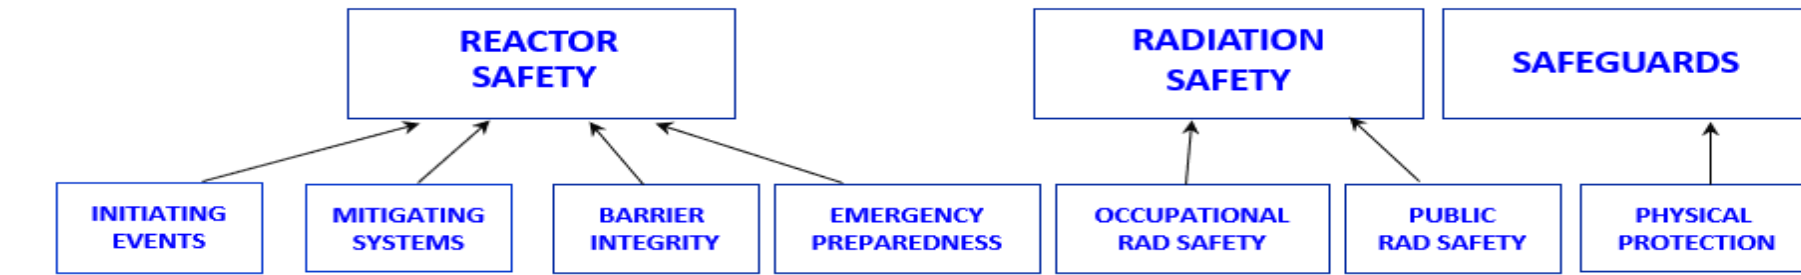 REACTOR
SAFETY
RADIATION
SAFETY
SAFEGUARDS
INITIATING
EVENTS
MITIGATING
SYSTEMS
BARRIER
INTEGRITY
EMERGENCY
PREPAREDNESS
OCCUPATIONAL
RAD SAFETY
PUBLIC
RAD SAFETY
PHYSICAL
PROTECTION